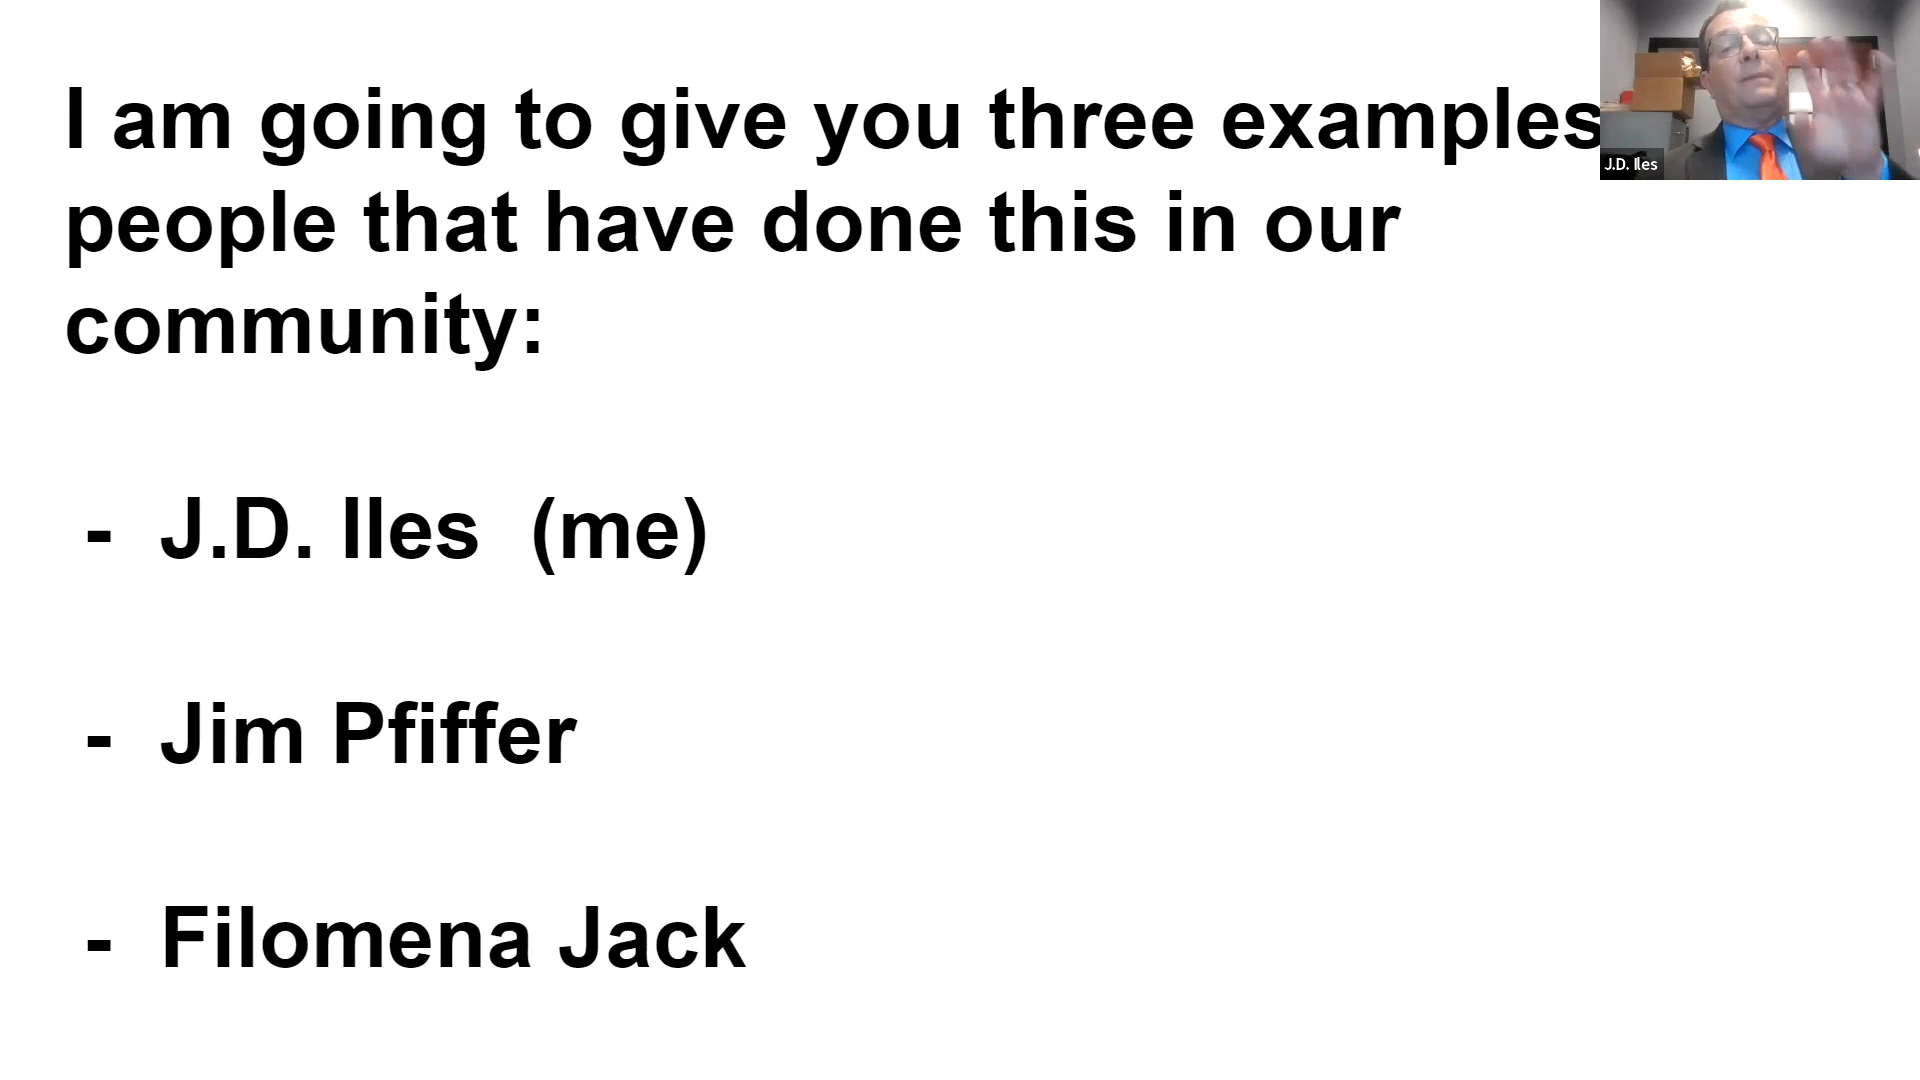 I am going to give you three examples
people that have done this in our
community:
- J.D. Iles (me)
- Jim Pfiffer
- Filomena Jack
J.D. Iles